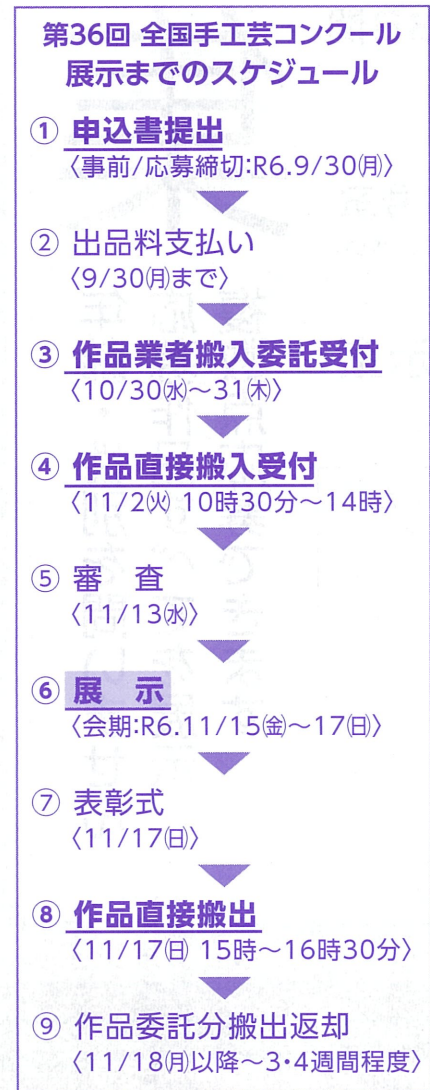 第36回 全国手工芸コンクール
展示までのスケジュール
① 申込書提出
〈事前/応募締切:R6.9/30㈪〉
② 出品料支払い
〈9/30㈪まで〉
③ 作品業者搬入委託受付
〈10/30㈬～31㈭〉
④ 作品直接搬入受付
〈11/2㈫ 10時30分～14時〉
⑤ 審 査
〈11/13㈬〉
⑥ 展 示
〈会期:R6.11/15㈮～17㈰〉
⑦ 表彰式
〈11/17㈰〉
⑧ 作品直接搬出
〈11/17㈰ 15時～16時30分〉
⑨ 作品委託分搬出返却
〈11/18㈪以降～3・4週間程度〉